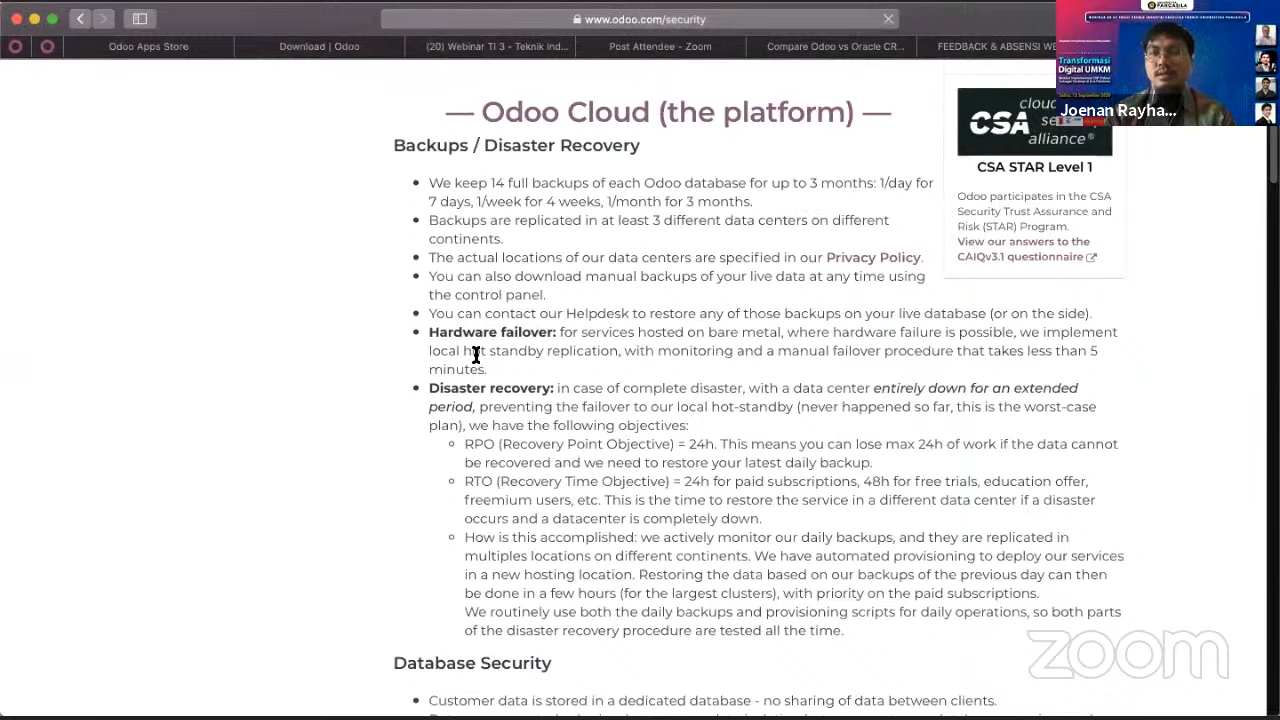 www.odoo.com/security
Odoo Apps Store
Download | Odoo
(20) Webinar TI 3 - Teknik Ind...
Post Attendee - Zoom
Compare Odoo vs Oracle CR...
FEEDBACK & ABSENSI WE
Transformasi
Digital UMKM
Joenan Rayha...
— Odoo Cloud (the platform) —
Backups / Disaster Recovery
We keep 14 full backups of each Odoo database for up to 3 months: 1/day for
7 days, 1/week for 4 weeks, 1/month for 3 months.
Backups are replicated in at least 3 different data centers on different
continents.
The actual locations of our data centers are specified in our Privacy Policy.
You can also download manual backups of your live data at any time using
the control panel.
You can contact our Helpdesk to restore any of those backups on your live database (or on the side).
Hardware failover: for services hosted on bare metal, where hardware failure is possible, we implement
local hot standby replication, with monitoring and a manual failover procedure that takes less than 5
minutes.
Disaster recovery: in case of complete disaster, with a data center entirely down for an extended
period, preventing the failover to our local hot-standby (never happened so far, this is the worst-case
plan), we have the following objectives:
RPO (Recovery Point Objective) = 24h. This means you can lose max 24h of work if the data cannot
be recovered and we need to restore your latest daily backup.
RTO (Recovery Time Objective) = 24h for paid subscriptions, 48h for free trials, education offer,
freemium users, etc. This is the time to restore the service in a different data center if a disaster
occurs and a datacenter is completely down.
How is this accomplished: we actively monitor our daily backups, and they are replicated in
multiple locations on different continents. We have automated provisioning to deploy our services
in a new hosting location. Restoring the data based on our backups of the previous day can then
be done in a few hours (for the largest clusters), with priority on the paid subscriptions.
We routinely use both the daily backups and provisioning scripts for daily operations, so both parts
of the disaster recovery procedure are tested all the time.
Database Security
Customer data is stored in a dedicated database - no sharing of data between clients.
CSA
alliance®
CSA STAR Level 1
Odoo participates in the CSA
Security Trust Assurance and
Risk (STAR) Program.
View our answers to the
CAIQv3.1 questionnaire
zoom